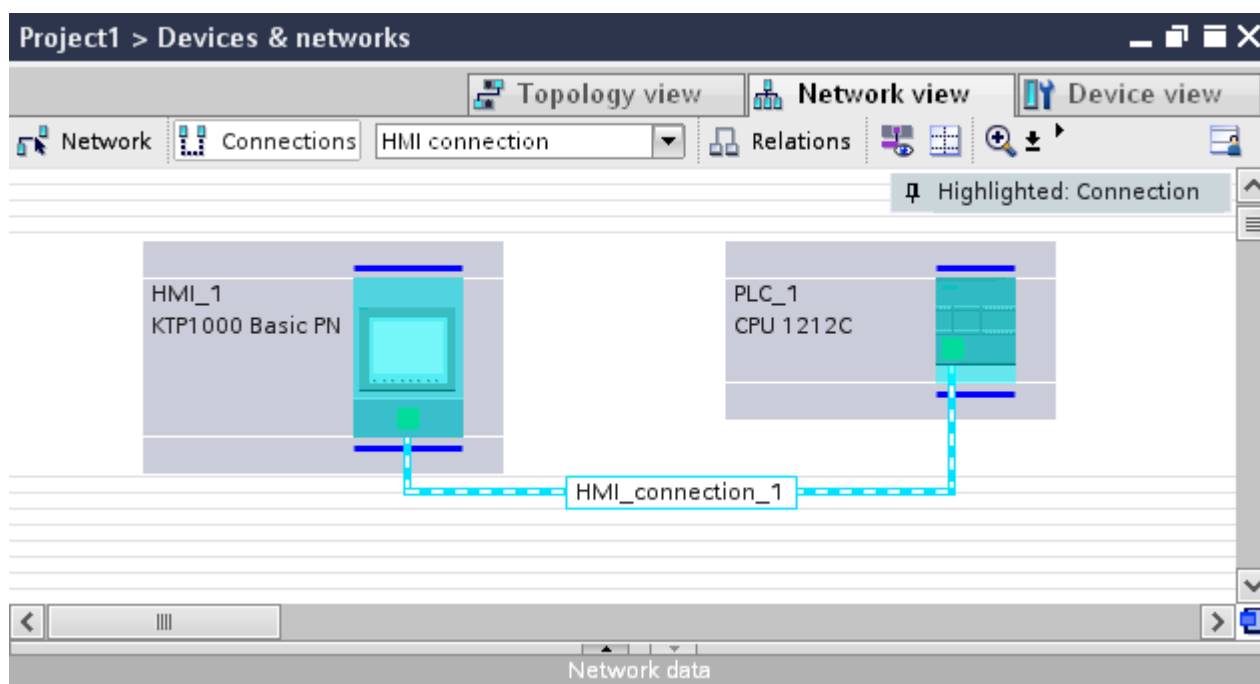 Project1 > Devices & networks
Topology view Network view Device view
Network Connections HMI connection Relations
Highlighted: Connection
HMI_1
KTP1000 Basic PN
PLC_1
CPU 1212C
HMI_connection_1
Network data